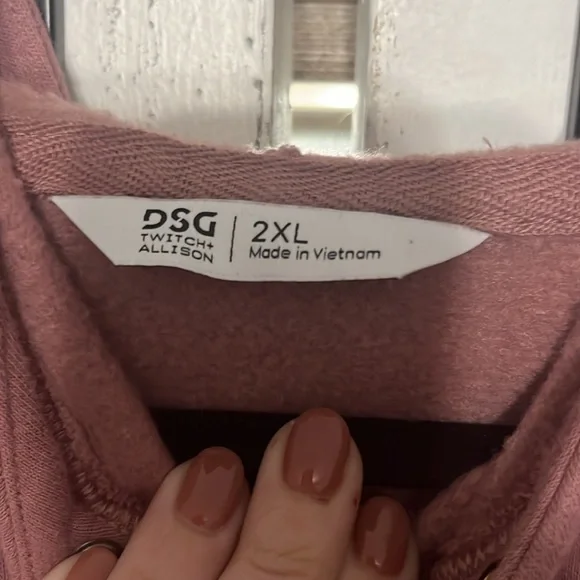 DSG
TWITCH+
ALLISON
2XL
Made in Vietnam